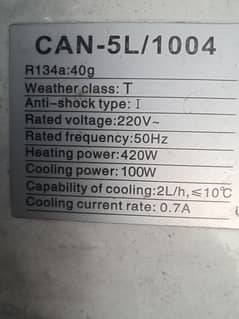 CAN-5L/1004
R134a:40g
Weather class: T
Anti-shock type: I
Rated voltage:220V~
Rated frequency:50Hz
Heating power:420W
Cooling power:100W
Capability of cooling:2L/h,≤10℃
Cooling current rate: 0.7A